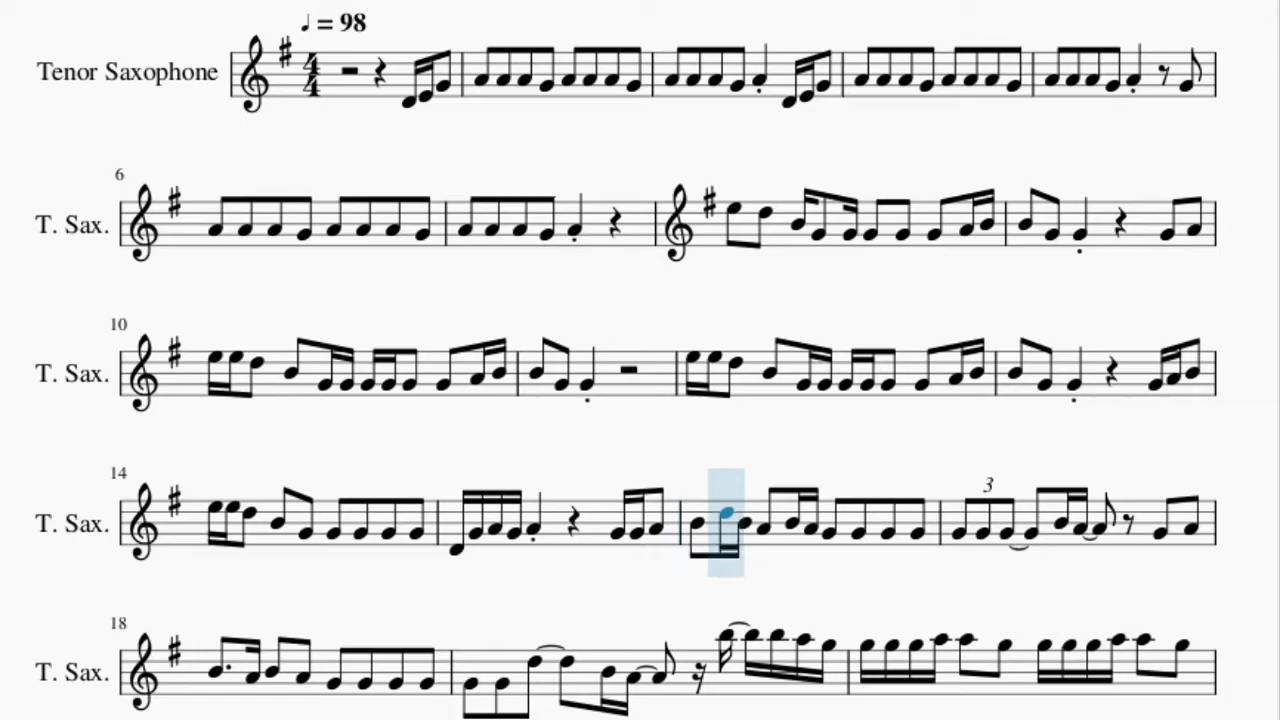 ♩ = 98
Tenor Saxophone
4
4
6
T. Sax.
10
T. Sax.
14
T. Sax.
3
18
T. Sax.